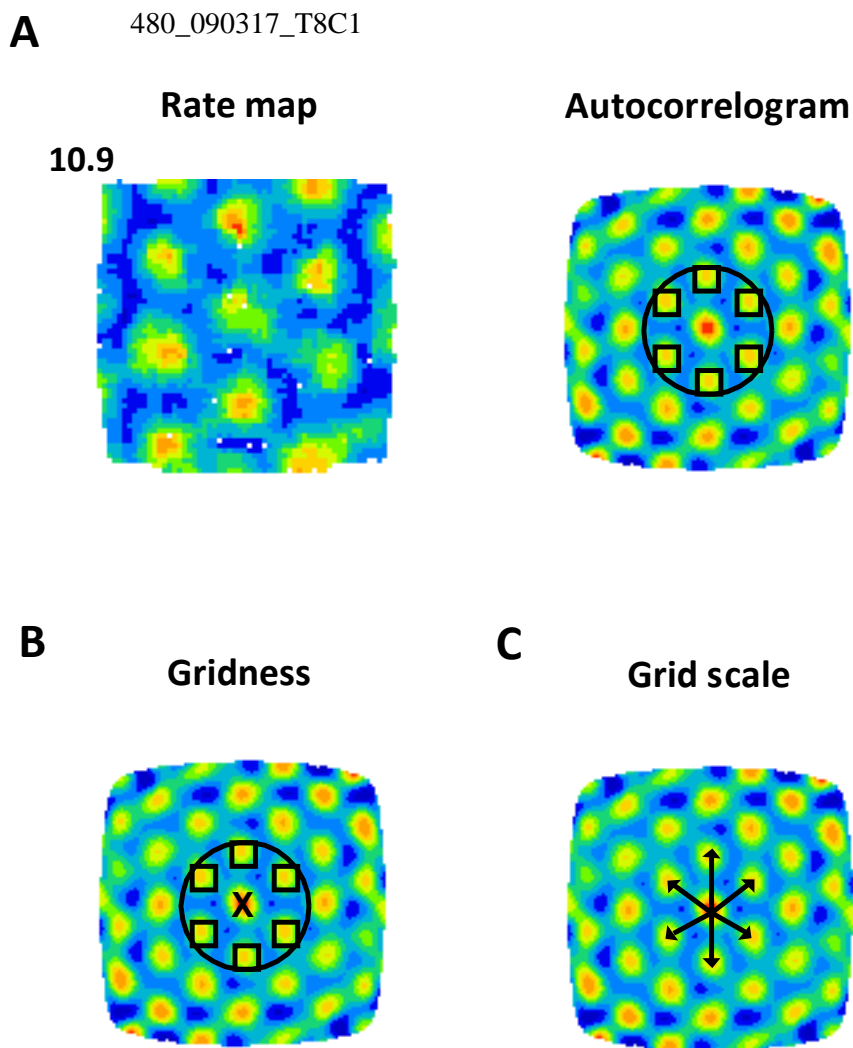 A
480_090317_T8C1
Rate map
Autocorrelogram
10.9
B
C
Gridness
Grid scale
X